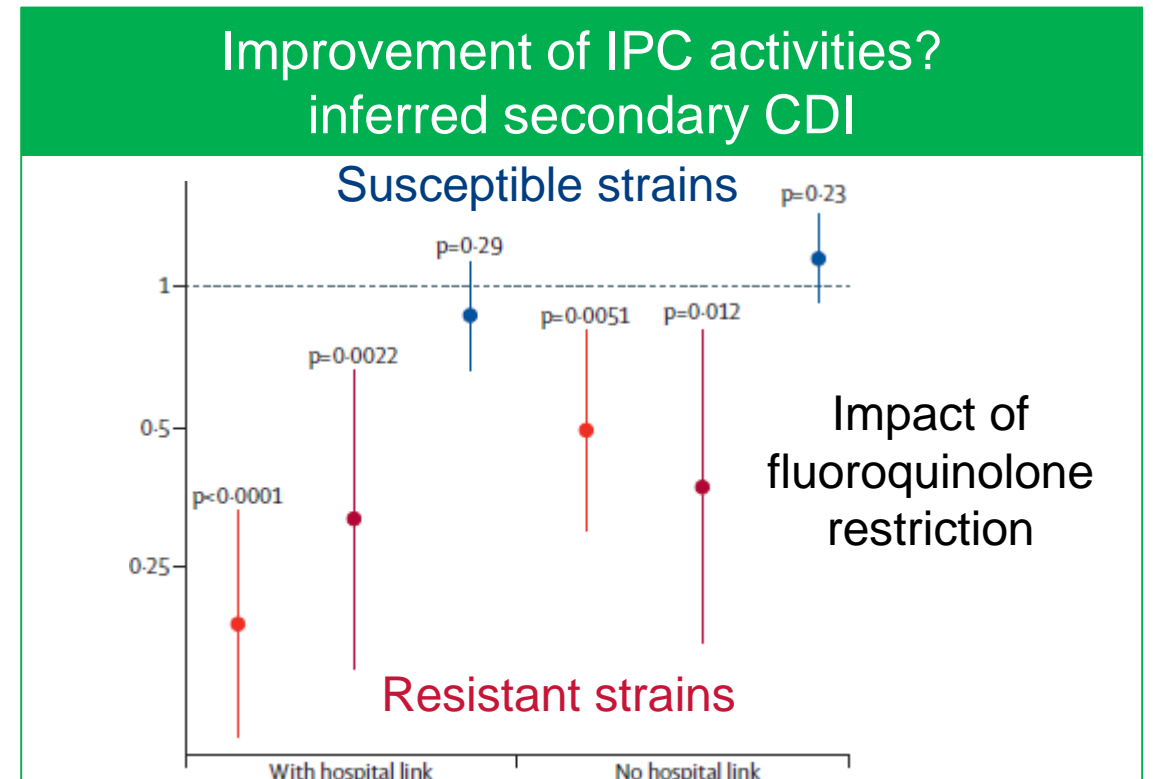 Improvement of IPC activities?
inferred secondary CDI
Susceptible strains
p=0·23
p=0·29
1
p=0·0051
p=0·012
p=0·0022
0·5
Impact of
fluoroquinolone
restriction
p<0·0001
0·25
Resistant strains
With hospital link
No hospital link